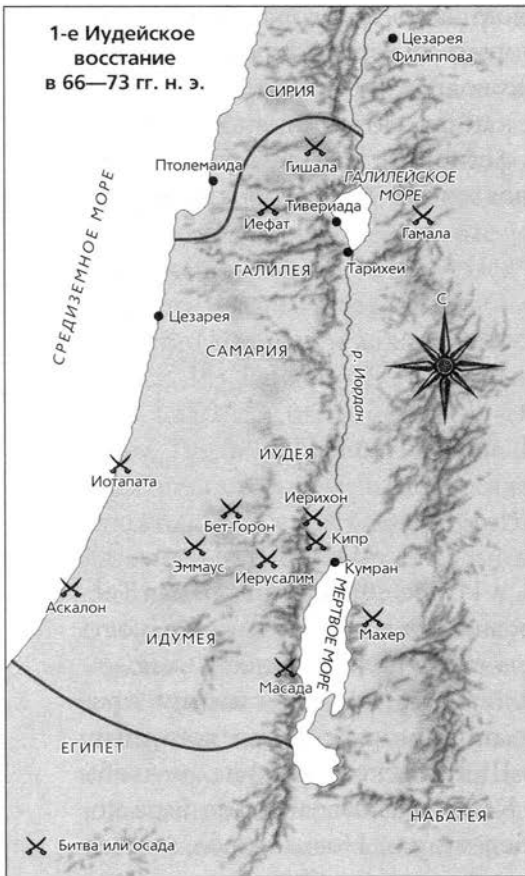 1-е Иудейское
восстание
в 66—73 гг. н. э.
Цезарея
Филиппова
СИРИЯ
Гишала
Птолемаида
ГАЛИЛЕЙСКОЕ
МОРЕ
Тивериада
Иефат
Гамала
ГАЛИЛЕЯ
Тарихеи
СРЕДИЗЕМНОЕ МОРЕ
С
Цезарея
САМАРИЯ
р. Иордан
ИУДЕЯ
Иотапата
Иерихон
Бет-Горон
Кипр
Эммаус
Иерусалим
Кумран
Аскалон
МЕРТВОЕ МОРЕ
Махер
ИДУМЕЯ
Масада
ЕГИПЕТ
НАБАТЕЯ
Битва или осада